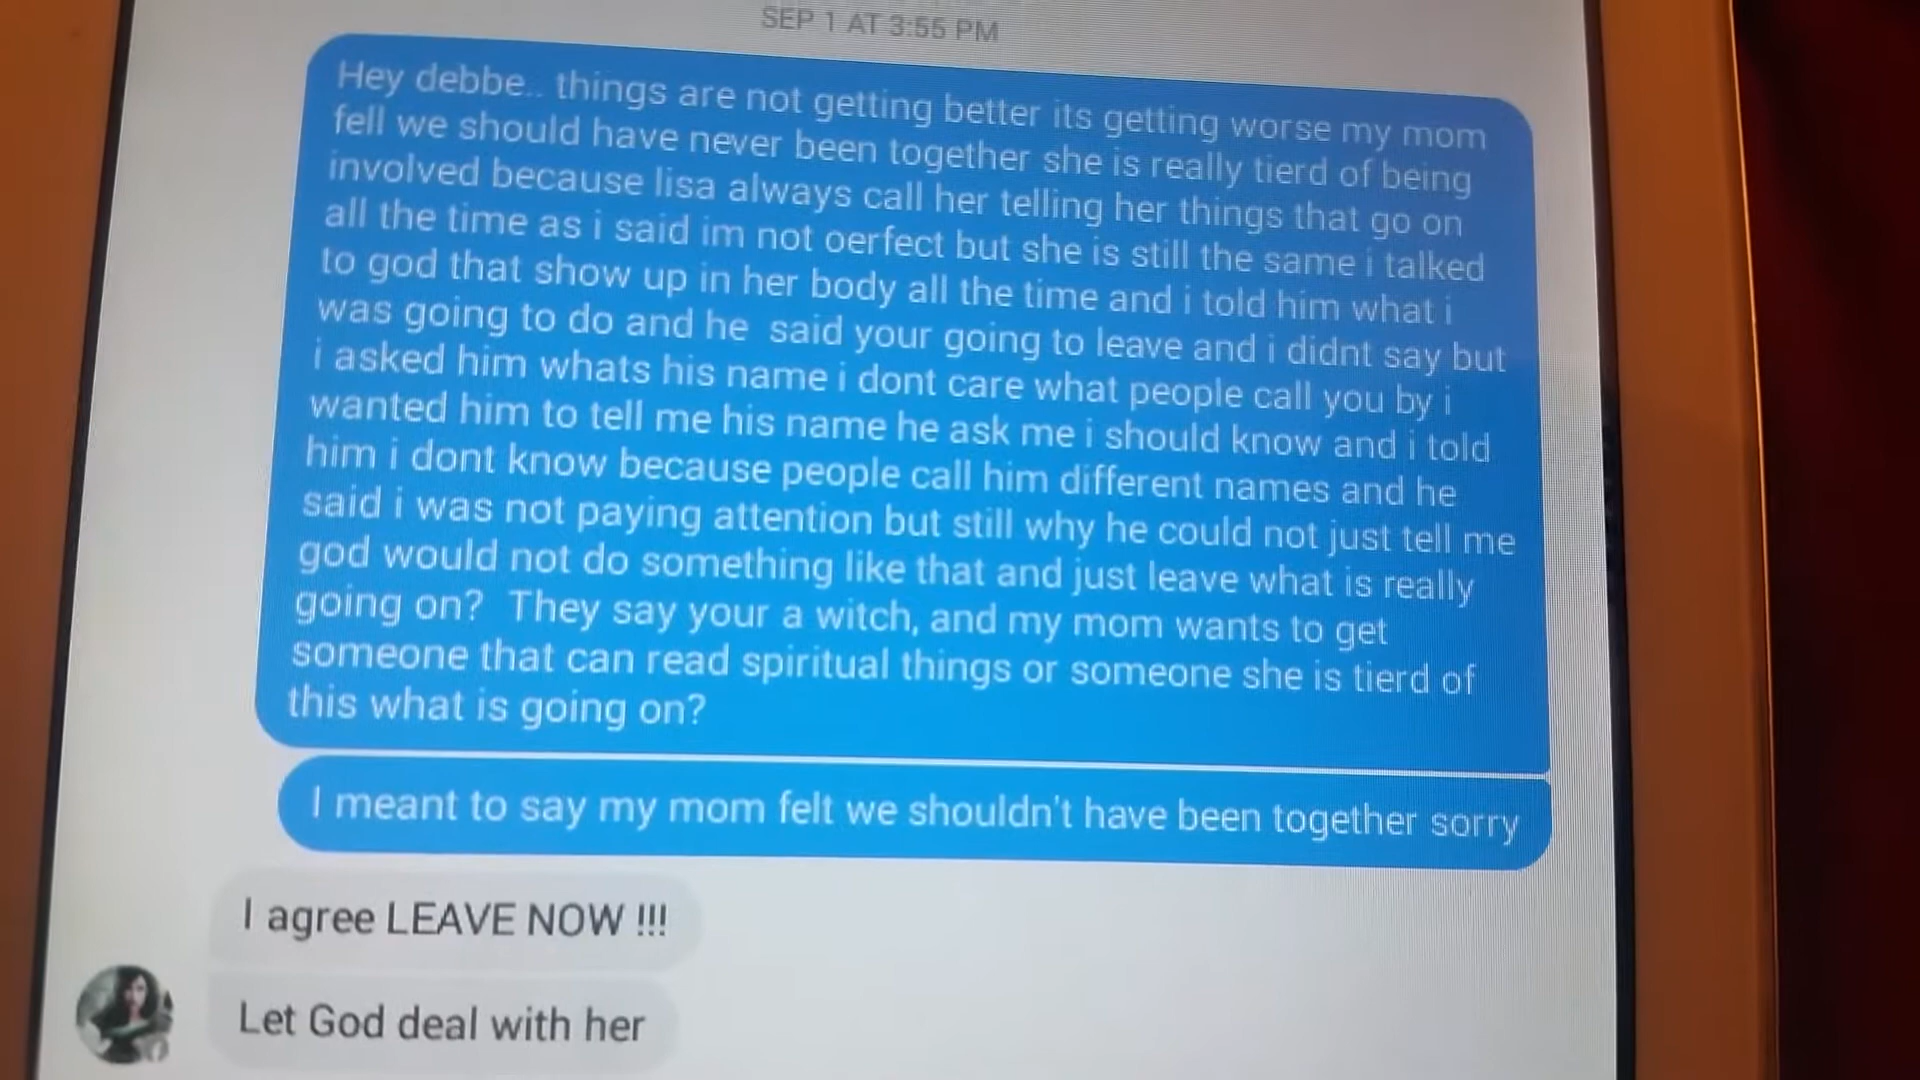 SEP 1 AT 3:55 PM
Hey debbe.. things are not getting better its getting worse my mom
fell we should have never been together she is really tierd of being
involved because lisa always call her telling her things that go on
all the time as i said im not oerfect but she is still the same i talked
to god that show up in her body all the time and i told him what i
was going to do and he  said your going to leave and i didnt say but
i asked him whats his name i dont care what people call you by i
wanted him to tell me his name he ask me i should know and i told
him i dont know because people call him different names and he
said i was not paying attention but still why he could not just tell me
god would not do something like that and just leave what is really
going on?  They say your a witch, and my mom wants to get
someone that can read spiritual things or someone she is tierd of
this what is going on?
I meant to say my mom felt we shouldn't have been together sorry
I agree LEAVE NOW !!!
Let God deal with her